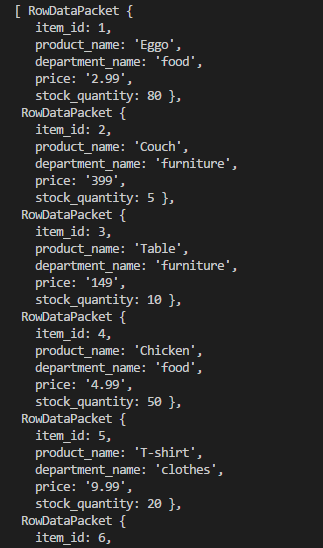 [ RowDataPacket {
item_id: 1,
product_name: 'Eggo',
department_name: 'food',
price: '2.99',
stock_quantity: 80 },
RowDataPacket {
item_id: 2,
product_name: 'Couch',
department_name: 'furniture',
price: '399',
stock_quantity: 5 },
RowDataPacket {
item_id: 3,
product_name: 'Table',
department_name: 'furniture',
price: '149',
stock_quantity: 10 },
RowDataPacket {
item_id: 4,
product_name: 'Chicken',
department_name: 'food',
price: '4.99',
stock_quantity: 50 },
RowDataPacket {
item_id: 5,
product_name: 'T-shirt',
department_name: 'clothes',
price: '9.99',
stock_quantity: 20 },
RowDataPacket {
item_id: 6,